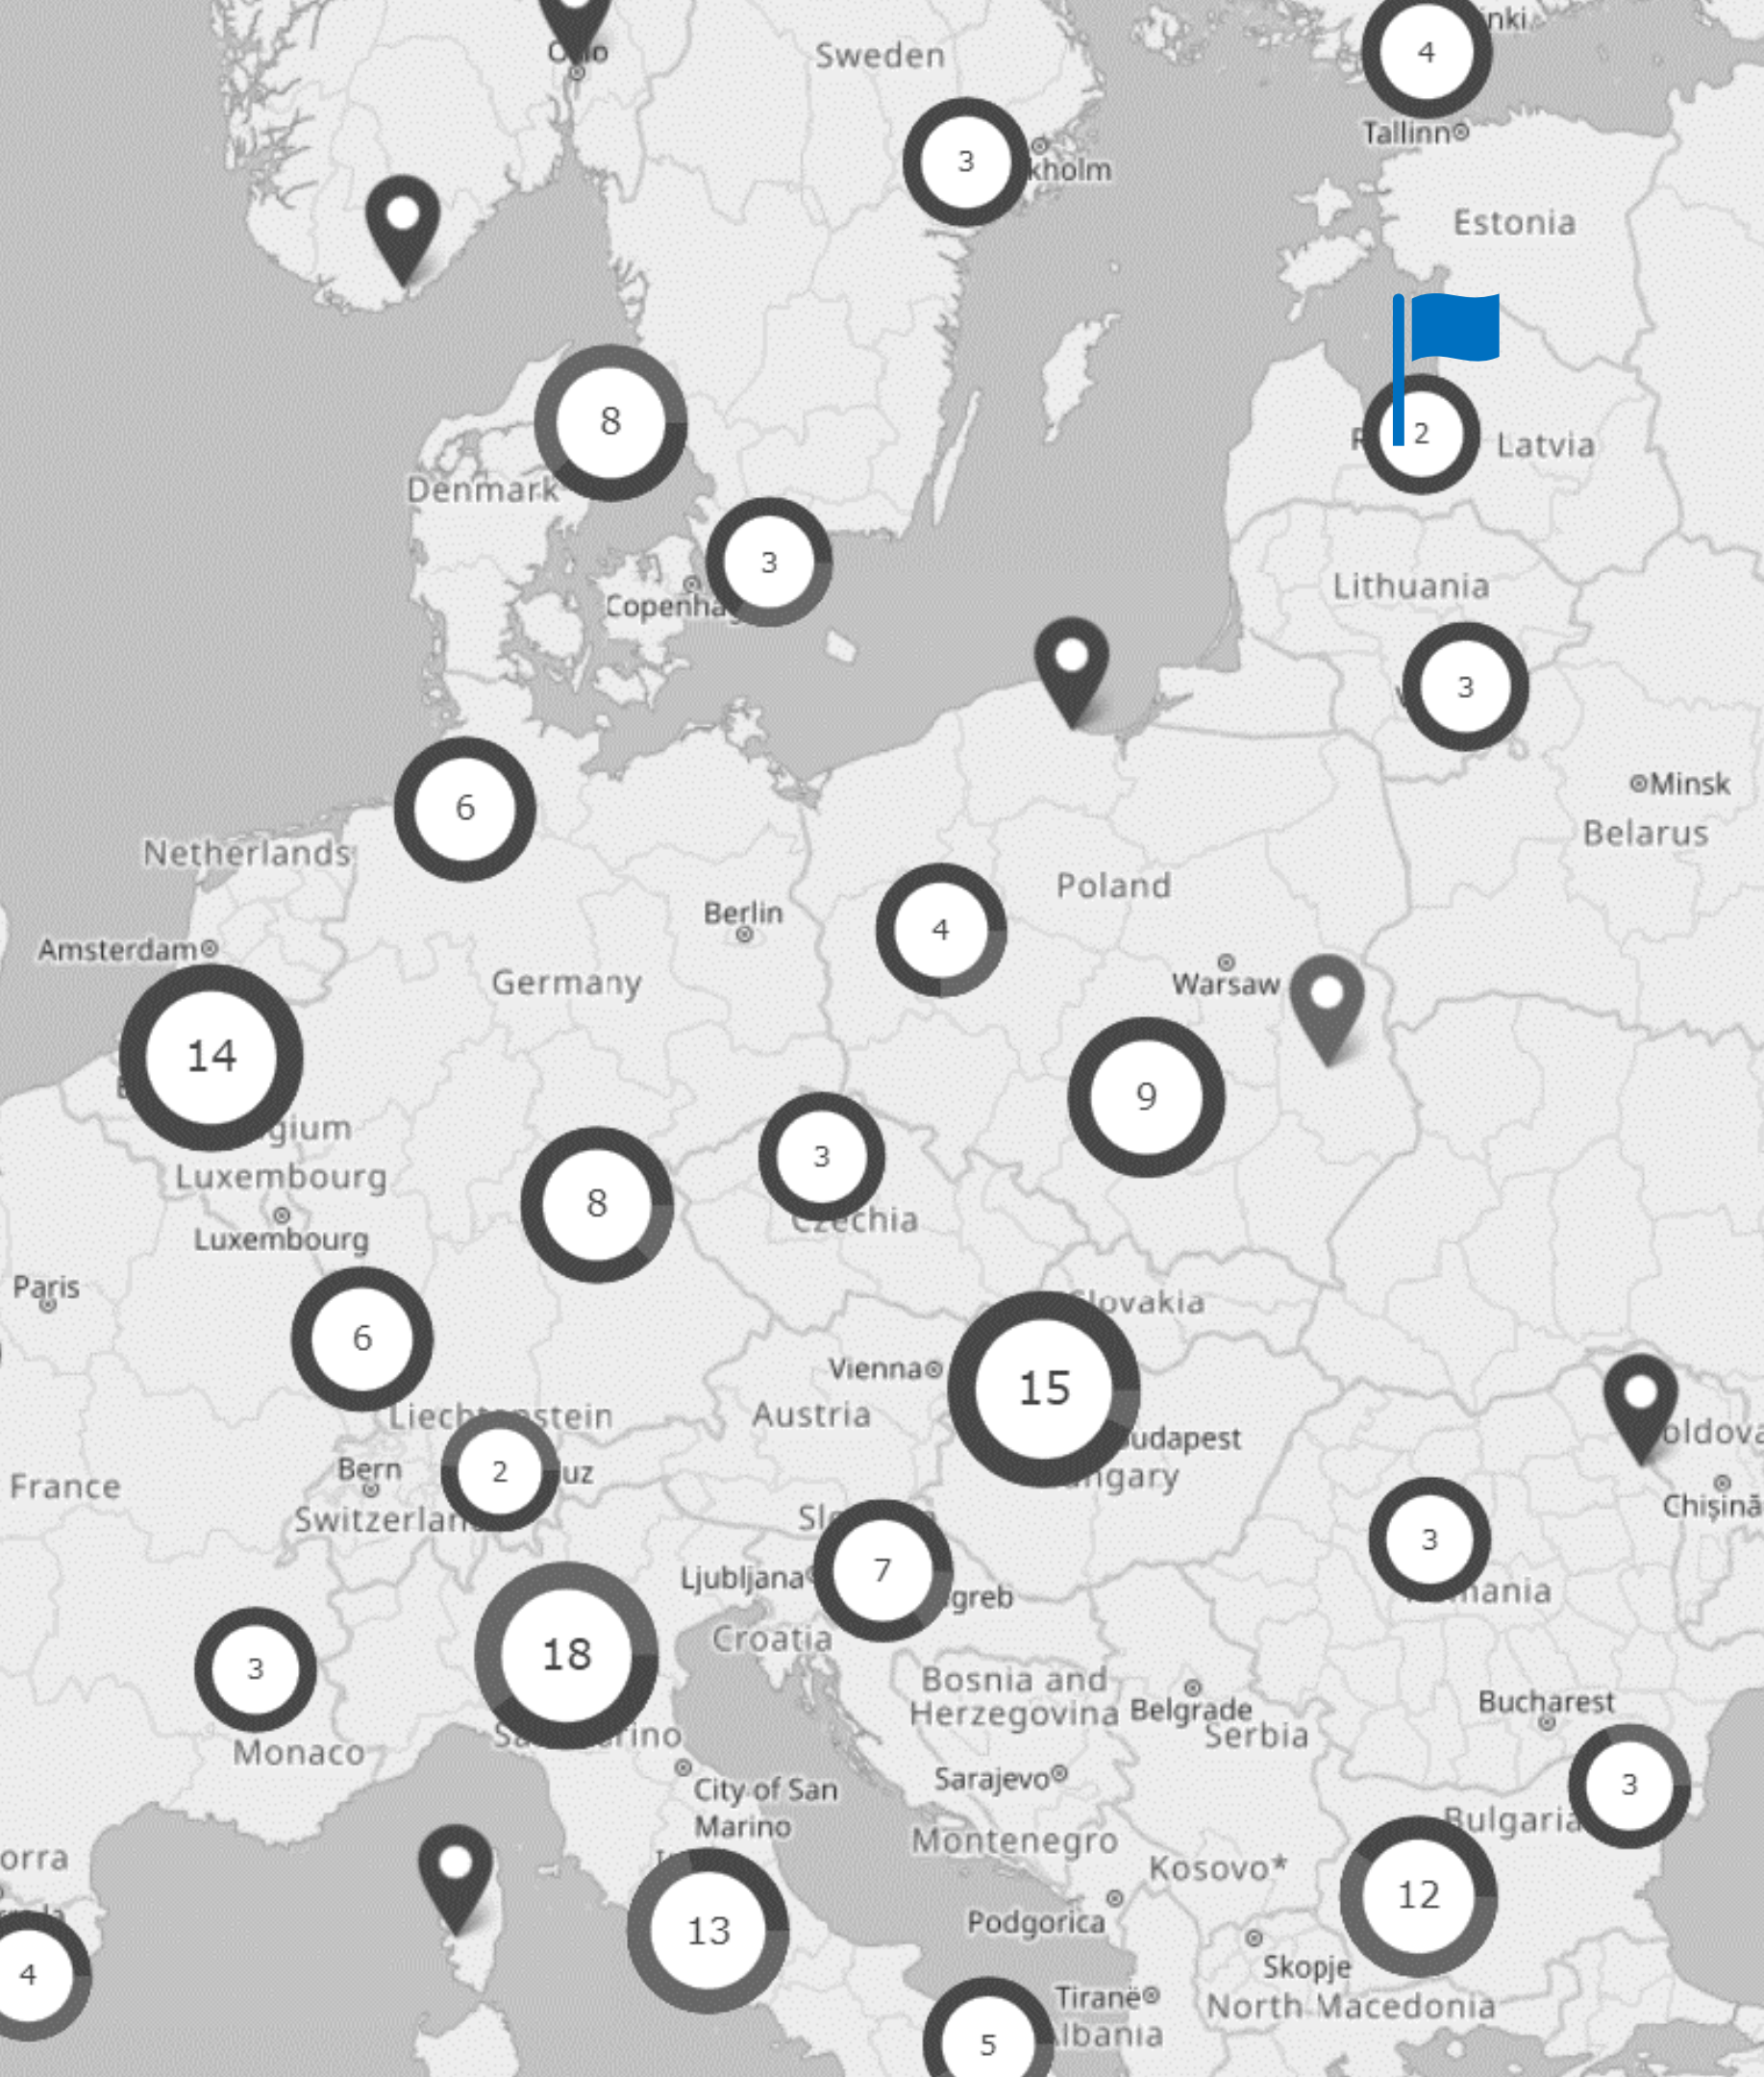 Sweden
4
Tallinn
3
Estonia
8
2
Latvia
Denmark
3
Lithuania
3
Minsk
6
Belarus
Netherlands
Poland
Berlin
4
Amsterdam
Germany
Warsaw
14
9
3
Luxembourg
8
Czechia
Luxembourg
Paris
Slovakia
6
Vienna
15
Austria
Budapest
Liechtenstein
Bern
2
France
Switzerland
3
7
Ljubljana
18
Croatia
3
Bosnia and
Herzegovina
Belgrade
Bucharest
Serbia
Monaco
City of San
Marino
Sarajevo
3
Bulgaria
Montenegro
Kosovo*
12
13
Podgorica
Skopje
4
Tiranë
North Macedonia
5